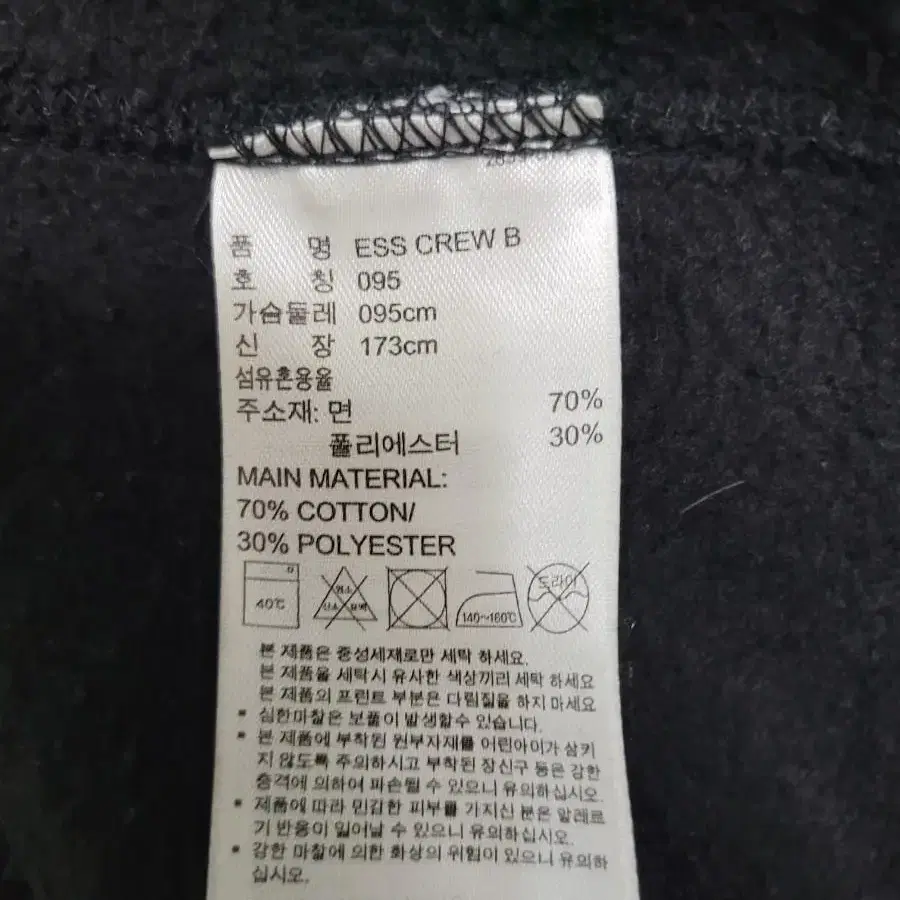 품 명 ESS CREW B
호 칭 095
가슴둘레 095cm
신 장 173cm
섬유혼용율
주소재: 면 70%
폴리에스터 30%
MAIN MATERIAL:
70% COTTON/
30% POLYESTER
40℃ 염소 산소 표백 140~160℃ 드라이
본 제품은 중성세제로만 세탁 하세요.
본 제품을 세탁시 유사한 색상끼리 세탁 하세요
본 제품의 프린트 부분은 다림질을 하지 마세요
* 심한마찰은 보풀이 발생할수 있습니다.
* 본 제품에 부착된 원부자재를 어린아이가 삼키
지 않도록 주의하시고 부착된 장신구 등은 강한
충격에 의하여 파손될 수 있으니 유의하십시오.
* 제품에 따라 민감한 피부를 가지신 분은 알레르
기 반응이 일어날 수 있으니 유의하십시오.
* 강한 마찰에 의한 화상의 위험이 있으니 유의하
십시오.